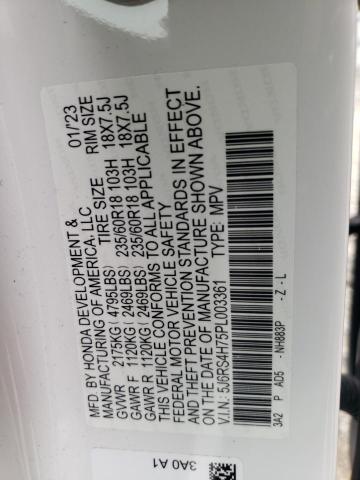 MFD. BY HONDA DEVELOPMENT & 01/23
MANUFACTURING OF AMERICA, LLC
TIRE SIZE RIM SIZE
GVWR 2175KG ( 4795LBS) 235/60R18 103H 18X7.5J
GAWR F 1120KG ( 2469LBS) 235/60R18 103H 18X7.5J
GAWR R 1120KG ( 2469LBS)
THIS VEHICLE CONFORMS TO ALL APPLICABLE
FEDERAL MOTOR VEHICLE SAFETY
AND THEFT PREVENTION STANDARDS IN EFFECT
ON THE DATE OF MANUFACTURE SHOWN ABOVE.
V.I.N: 5J6RS4H75PL003361 TYPE: MPV
3A2 P AD5 -NH883P -Z-L
3A0 A1